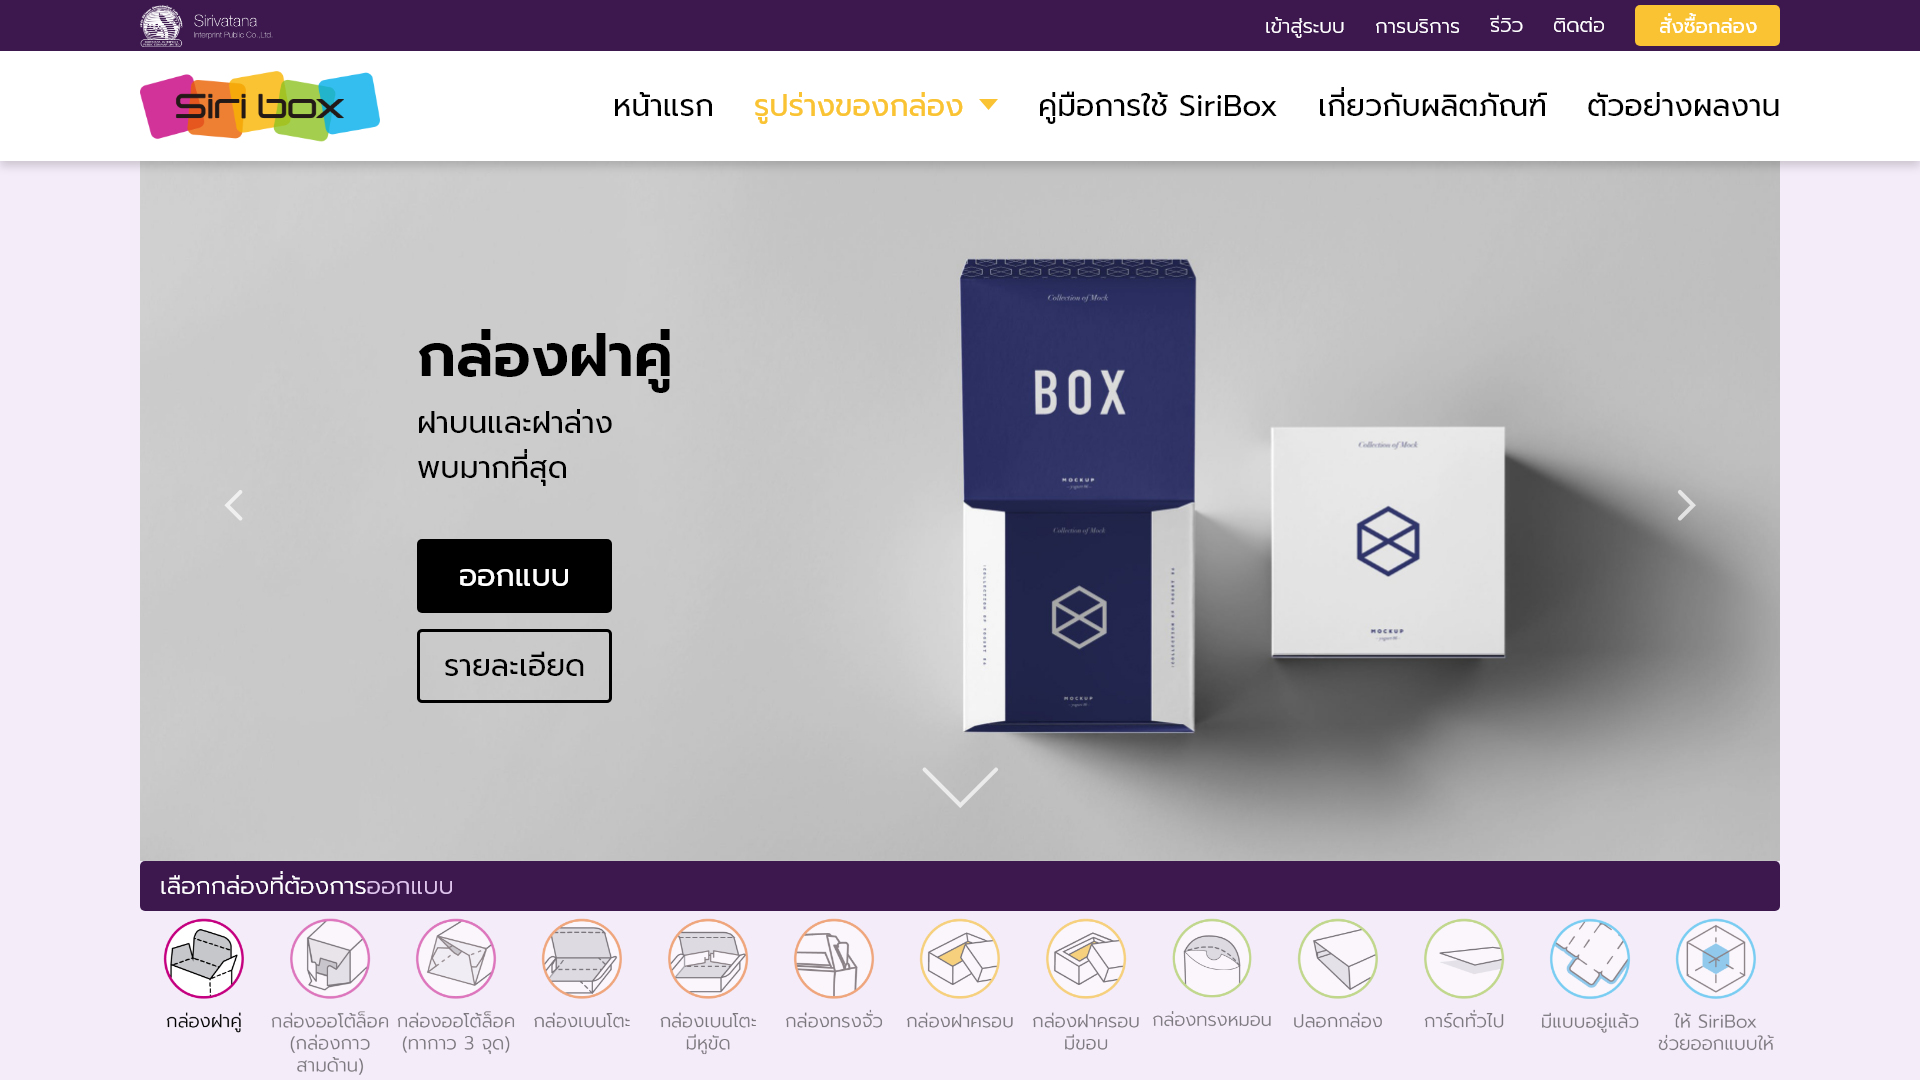 Sirivatana
Interprint Public Co.,Ltd.
เข้าสู่ระบบ
การบริการ
รีวิว
ติดต่อ
สั่งซื้อกล่อง
Siri box
หน้าแรก
รูปร่างของกล่อง
คู่มือการใช้ SiriBox
เกี่ยวกับผลิตภัณฑ์
ตัวอย่างผลงาน
กล่องฝาคู่
ฝาบนและฝาล่าง
พบมากที่สุด
ออกแบบ
รายละเอียด
Collection of Mock
BOX
MOCKUP
Collection of Mock
MOCKUP
Collection of Mock
MOCKUP
เลือกกล่องที่ต้องการออกแบบ
กล่องฝาคู่
กล่องออโต้ล็อค
(กล่องกาว
สามด้าน)
กล่องออโต้ล็อค
(ทากาว 3 จุด)
กล่องเบนโตะ
กล่องเบนโตะ
มีหูขัด
กล่องทรงจั่ว
กล่องฝาครอบ
กล่องฝาครอบ
มีขอบ
กล่องทรงหมอน
ปลอกกล่อง
การ์ดทั่วไป
มีแบบอยู่แล้ว
ให้ SiriBox
ช่วยออกแบบให้